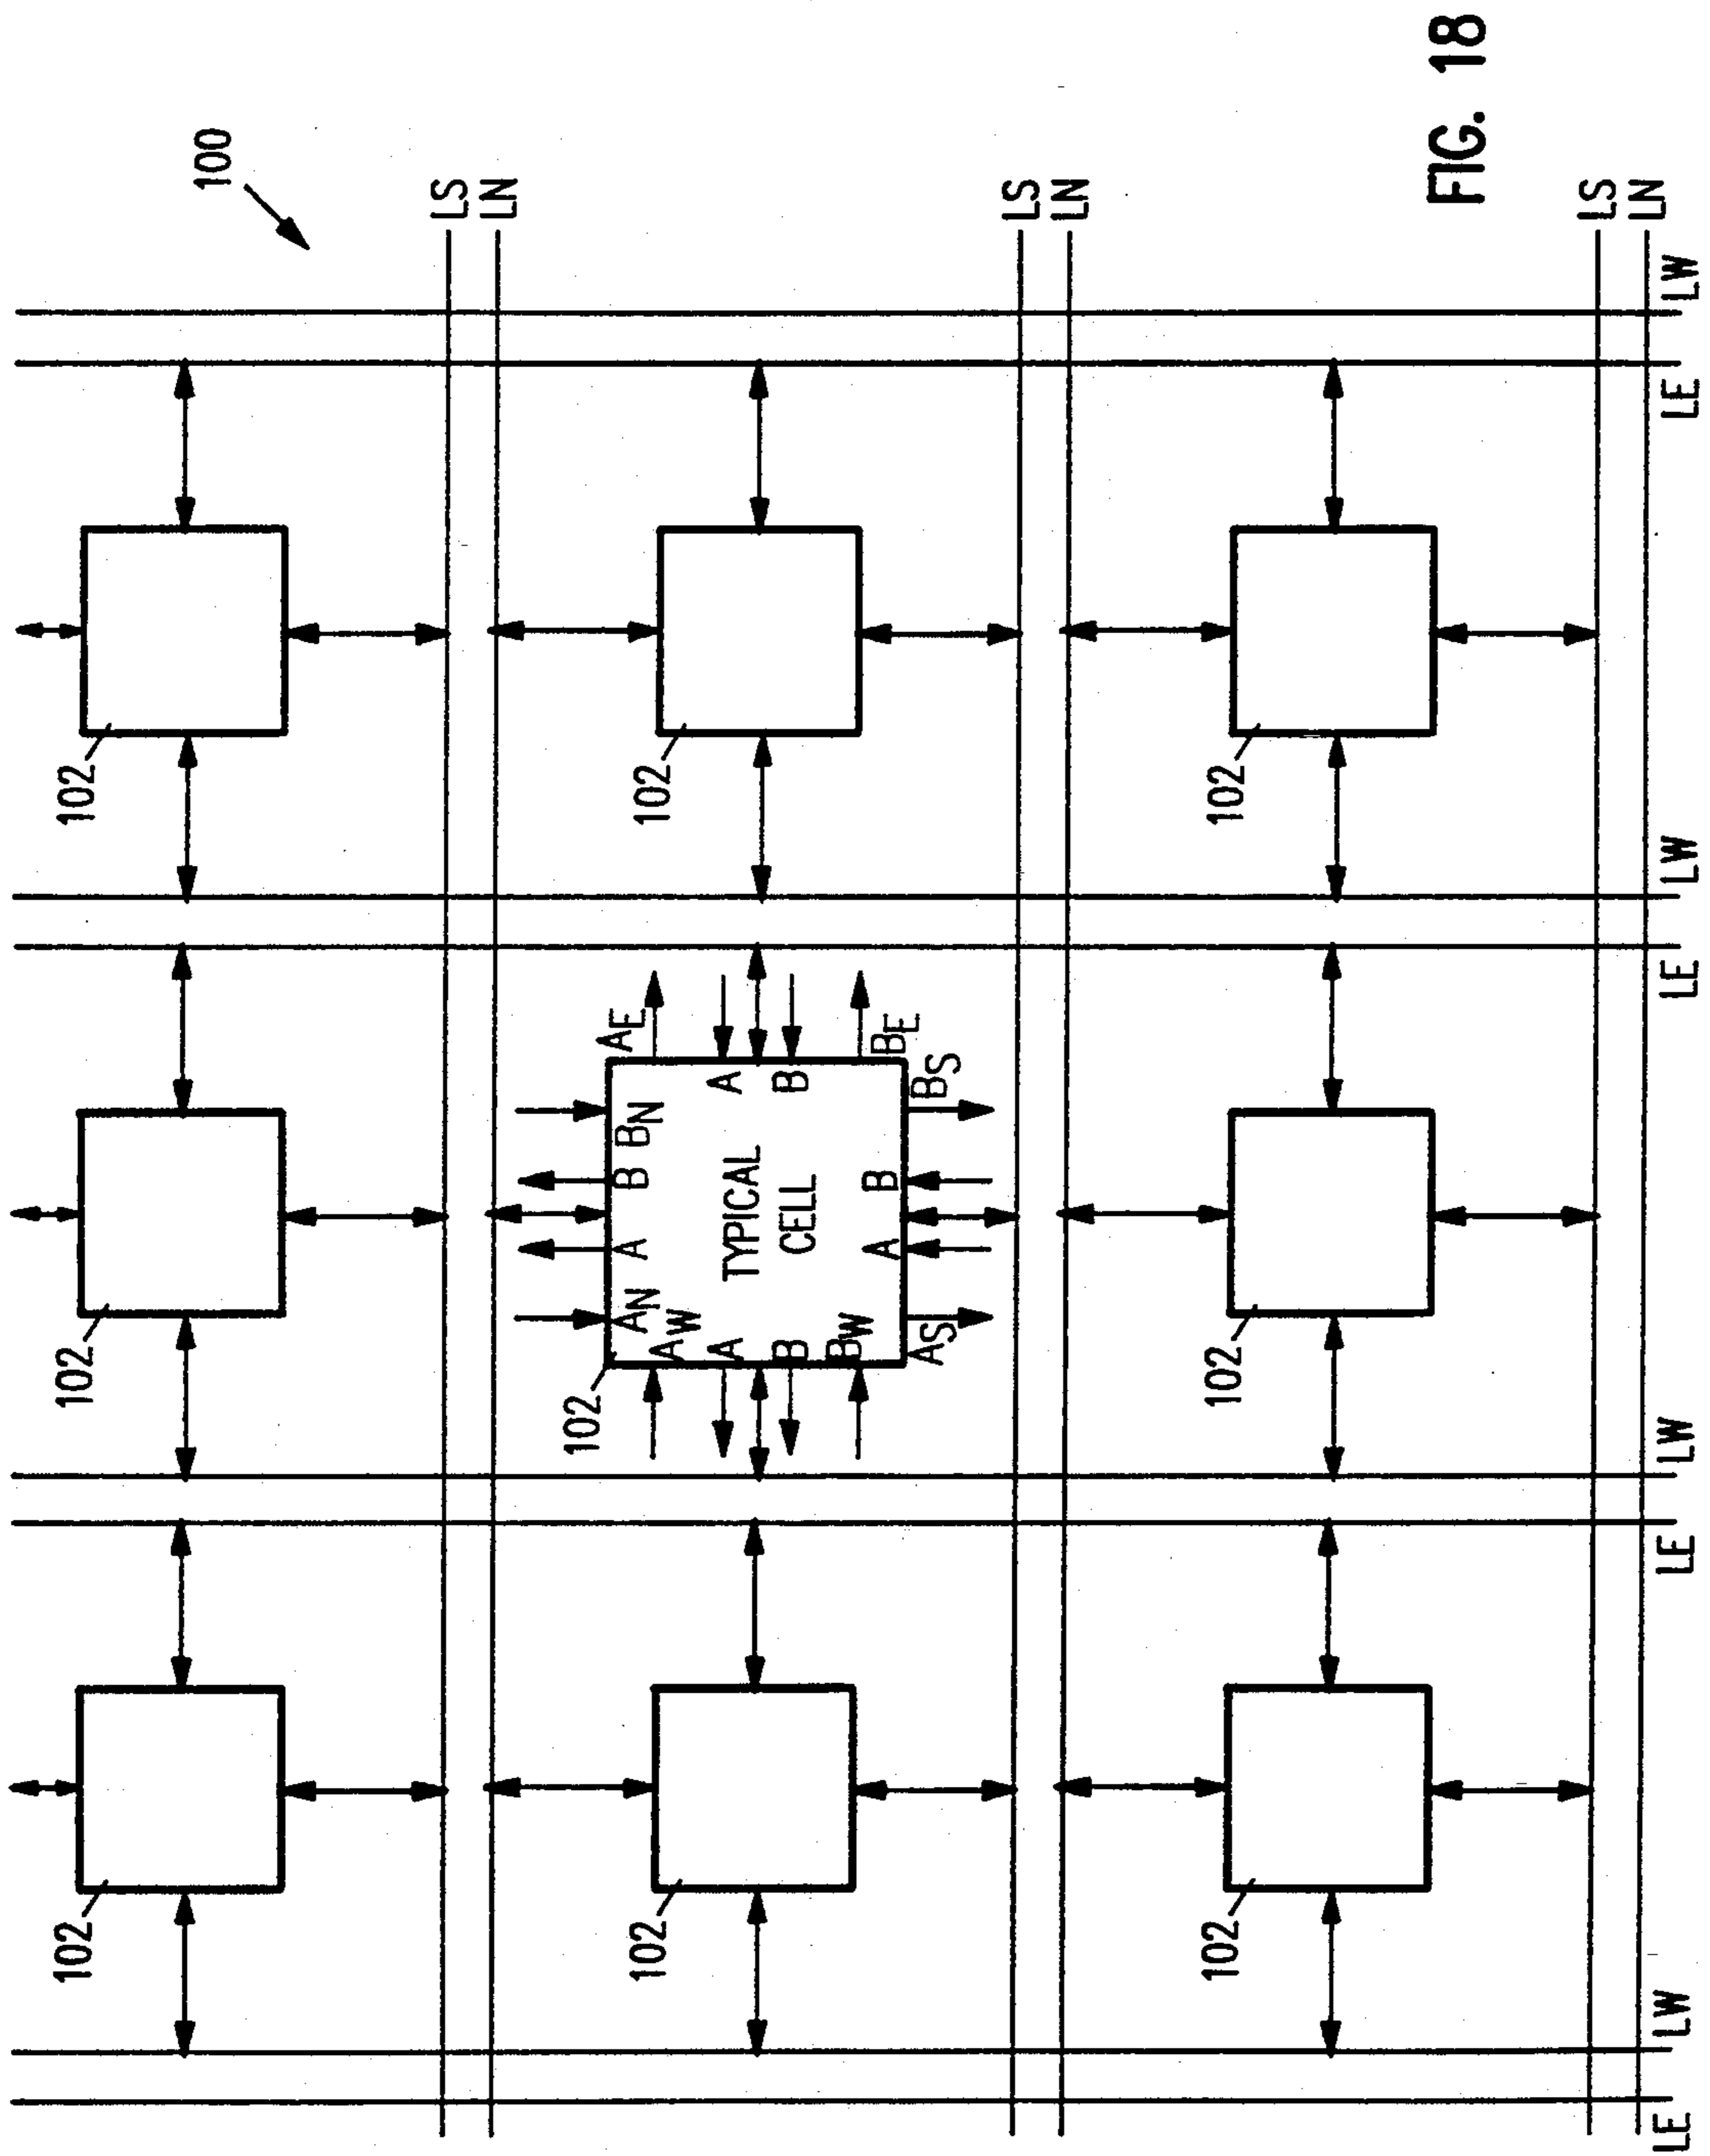 102 102 102
100
LS
LN
102
AE
AN A B BN
102 102
AW
A TYPICAL A
B CELL B
BW
A B
BE
AS BS
LS
LN
102 102 102
FIG. 18
LS
LN
LE LW LE LW LE LW LE LW